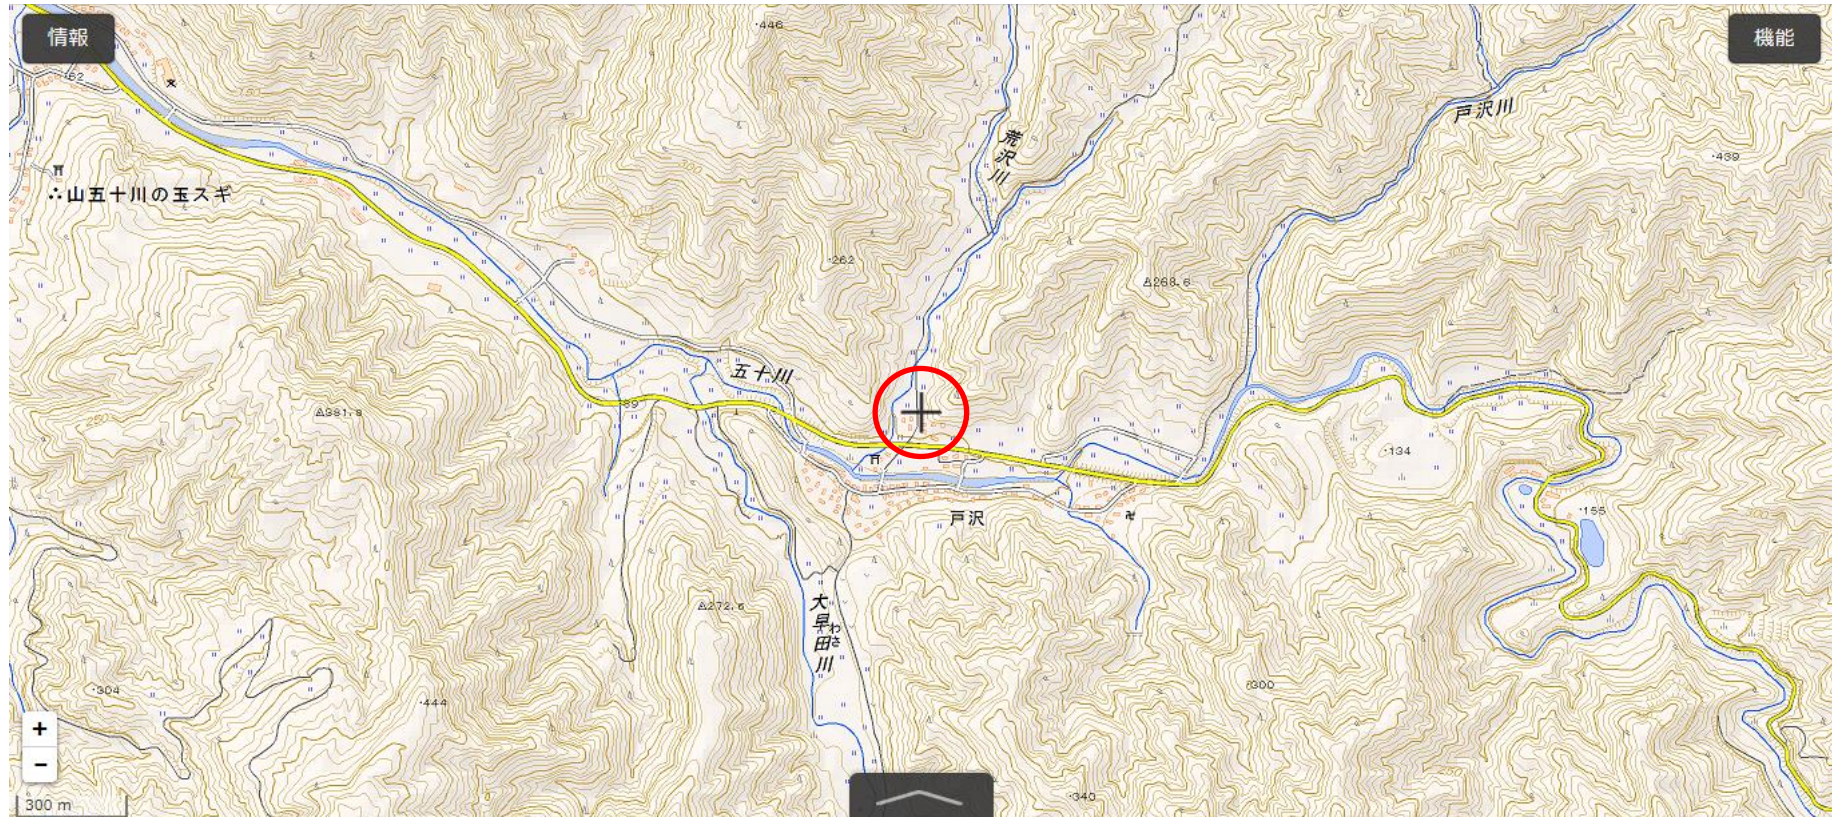 情報
機能
・446
・62
戸沢川
荒沢川
・439
∴山五十川の玉スギ
・262
△268.6
五十川
・89
△381.8
・134
・155
戸沢
△272.6
大早田川
わさ
・304
・444
・300
・340
+
−
300 m